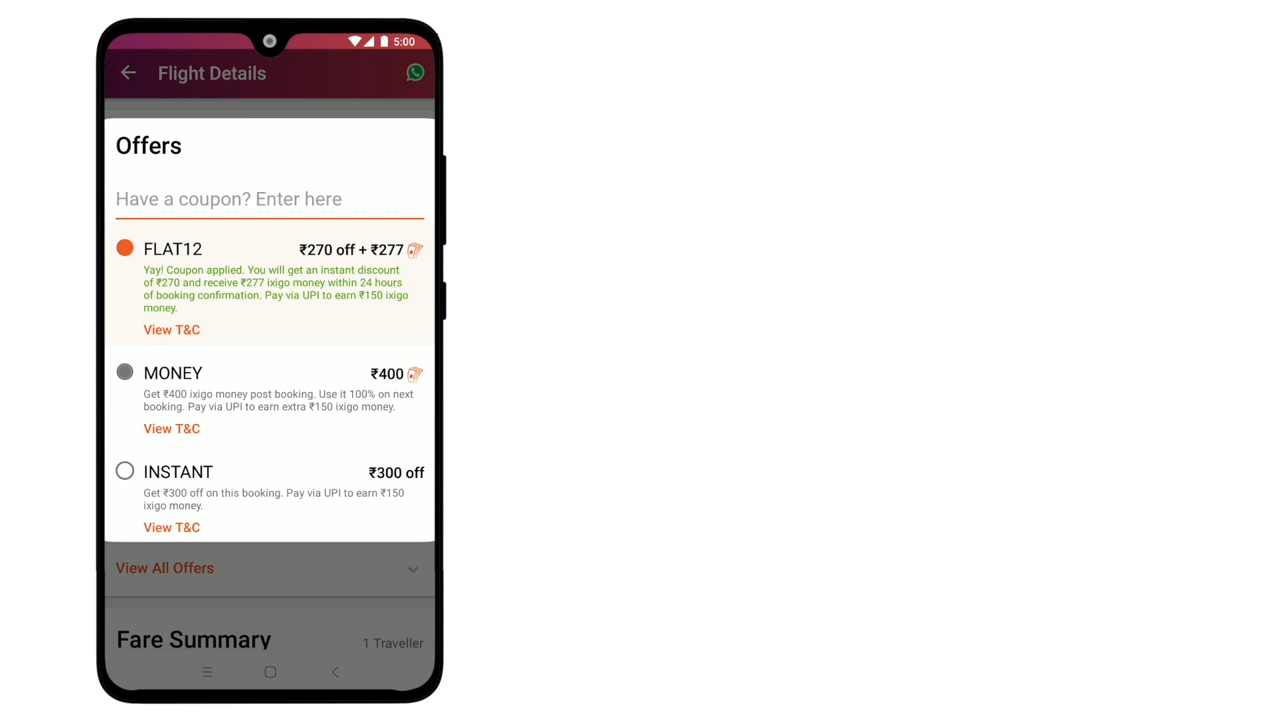 5:00
Flight Details
Offers
Have a coupon? Enter here
FLAT12 ₹270 off + ₹277
Yay! Coupon applied. You will get an instant discount
of ₹270 and receive ₹277 ixigo money within 24 hours
of booking confirmation. Pay via UPI to earn ₹150 ixigo
money.
View T&C
MONEY ₹400
Get ₹400 ixigo money post booking. Use it 100% on next
booking. Pay via UPI to earn extra ₹150 ixigo money.
View T&C
INSTANT ₹300 off
Get ₹300 off on this booking. Pay via UPI to earn ₹150
ixigo money.
View T&C
View All Offers
Fare Summary 1 Traveller